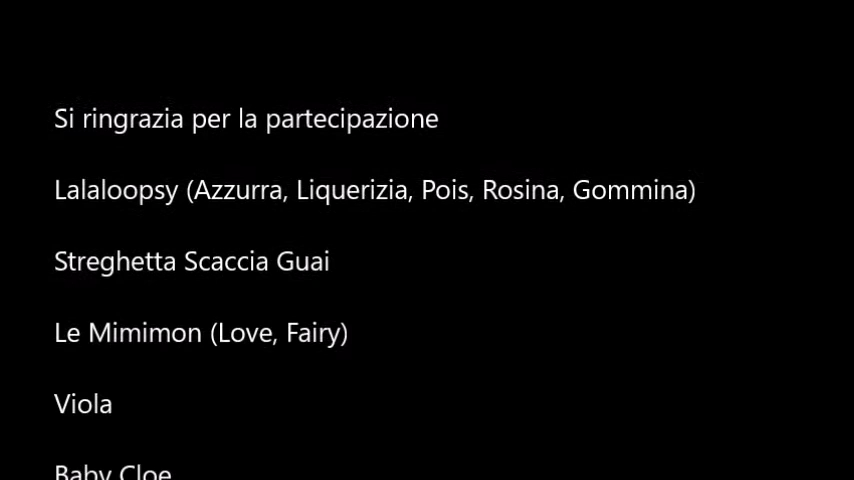 Si ringrazia per la partecipazione
Lalaloopsy (Azzurra, Liquerizia, Pois, Rosina, Gommina)
Streghetta Scaccia Guai
Le Mimimon (Love, Fairy)
Viola
Baby Cloe